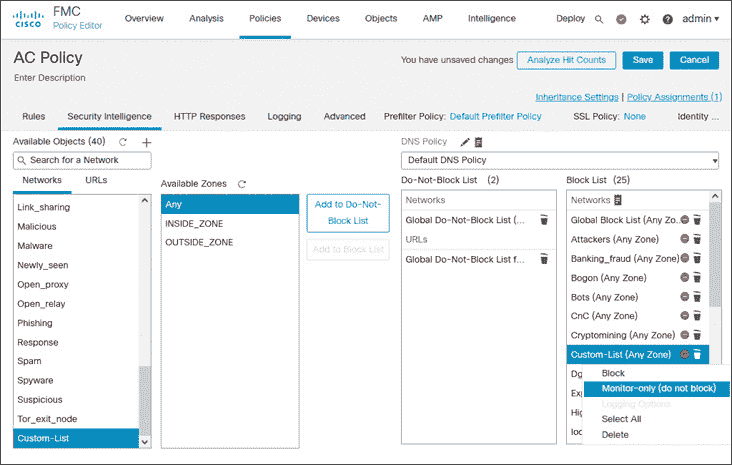 CISCO
FMC
Policy Editor
Overview
Analysis
Policies
Devices
Objects
AMP
Intelligence
Deploy
admin
AC Policy
Enter Description
You have unsaved changes
Analyze Hit Counts
Save
Cancel
Inheritance Settings | Policy Assignments (1)
Rules
Security Intelligence
HTTP Responses
Logging
Advanced
Prefilter Policy: Default Prefilter Policy
SSL Policy: None
Identity ...
Available Objects (40)
Search for a Network
Networks
URLs
Link_sharing
Malicious
Malware
Newly_seen
Open_proxy
Open_relay
Phishing
Response
Spam
Spyware
Suspicious
Tor_exit_node
Custom-List
Available Zones
Any
INSIDE_ZONE
OUTSIDE_ZONE
Add to Do-Not-
Block List
Add to Block List
DNS Policy
Default DNS Policy
Do-Not-Block List (2)
Networks
Global Do-Not-Block List (...
URLs
Global Do-Not-Block List f...
Block List (25)
Networks
Global Block List (Any Zo...
Attackers (Any Zone)
Banking_fraud (Any Zone)
Bogon (Any Zone)
Bots (Any Zone)
CnC (Any Zone)
Cryptomining (Any Zone)
Custom-List (Any Zone)
Dg
Exp
Hig
loc
Block
Monitor-only (do not block)
Logging Options
Select All
Delete